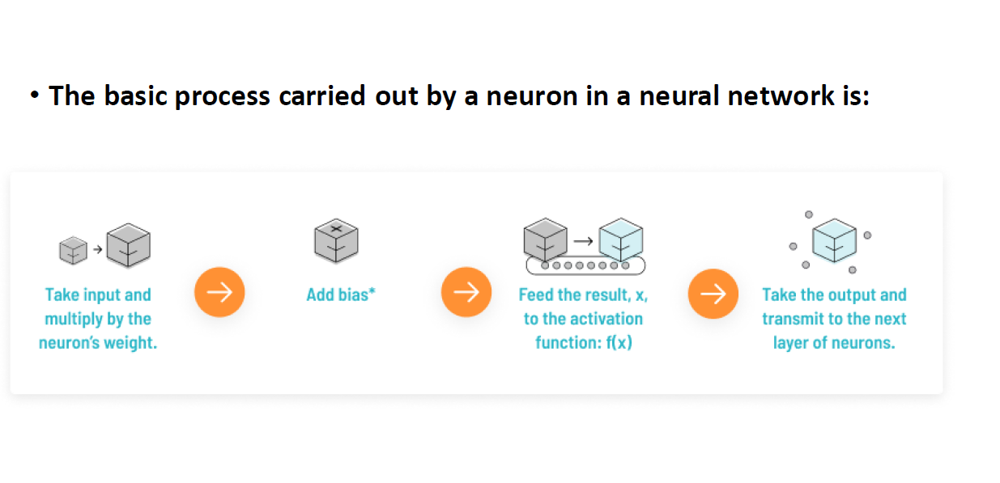 • The basic process carried out by a neuron in a neural network is:
Take input and
multiply by the
neuron's weight.
Add bias*
Feed the result, x,
to the activation
function: f(x)
Take the output and
transmit to the next
layer of neurons.